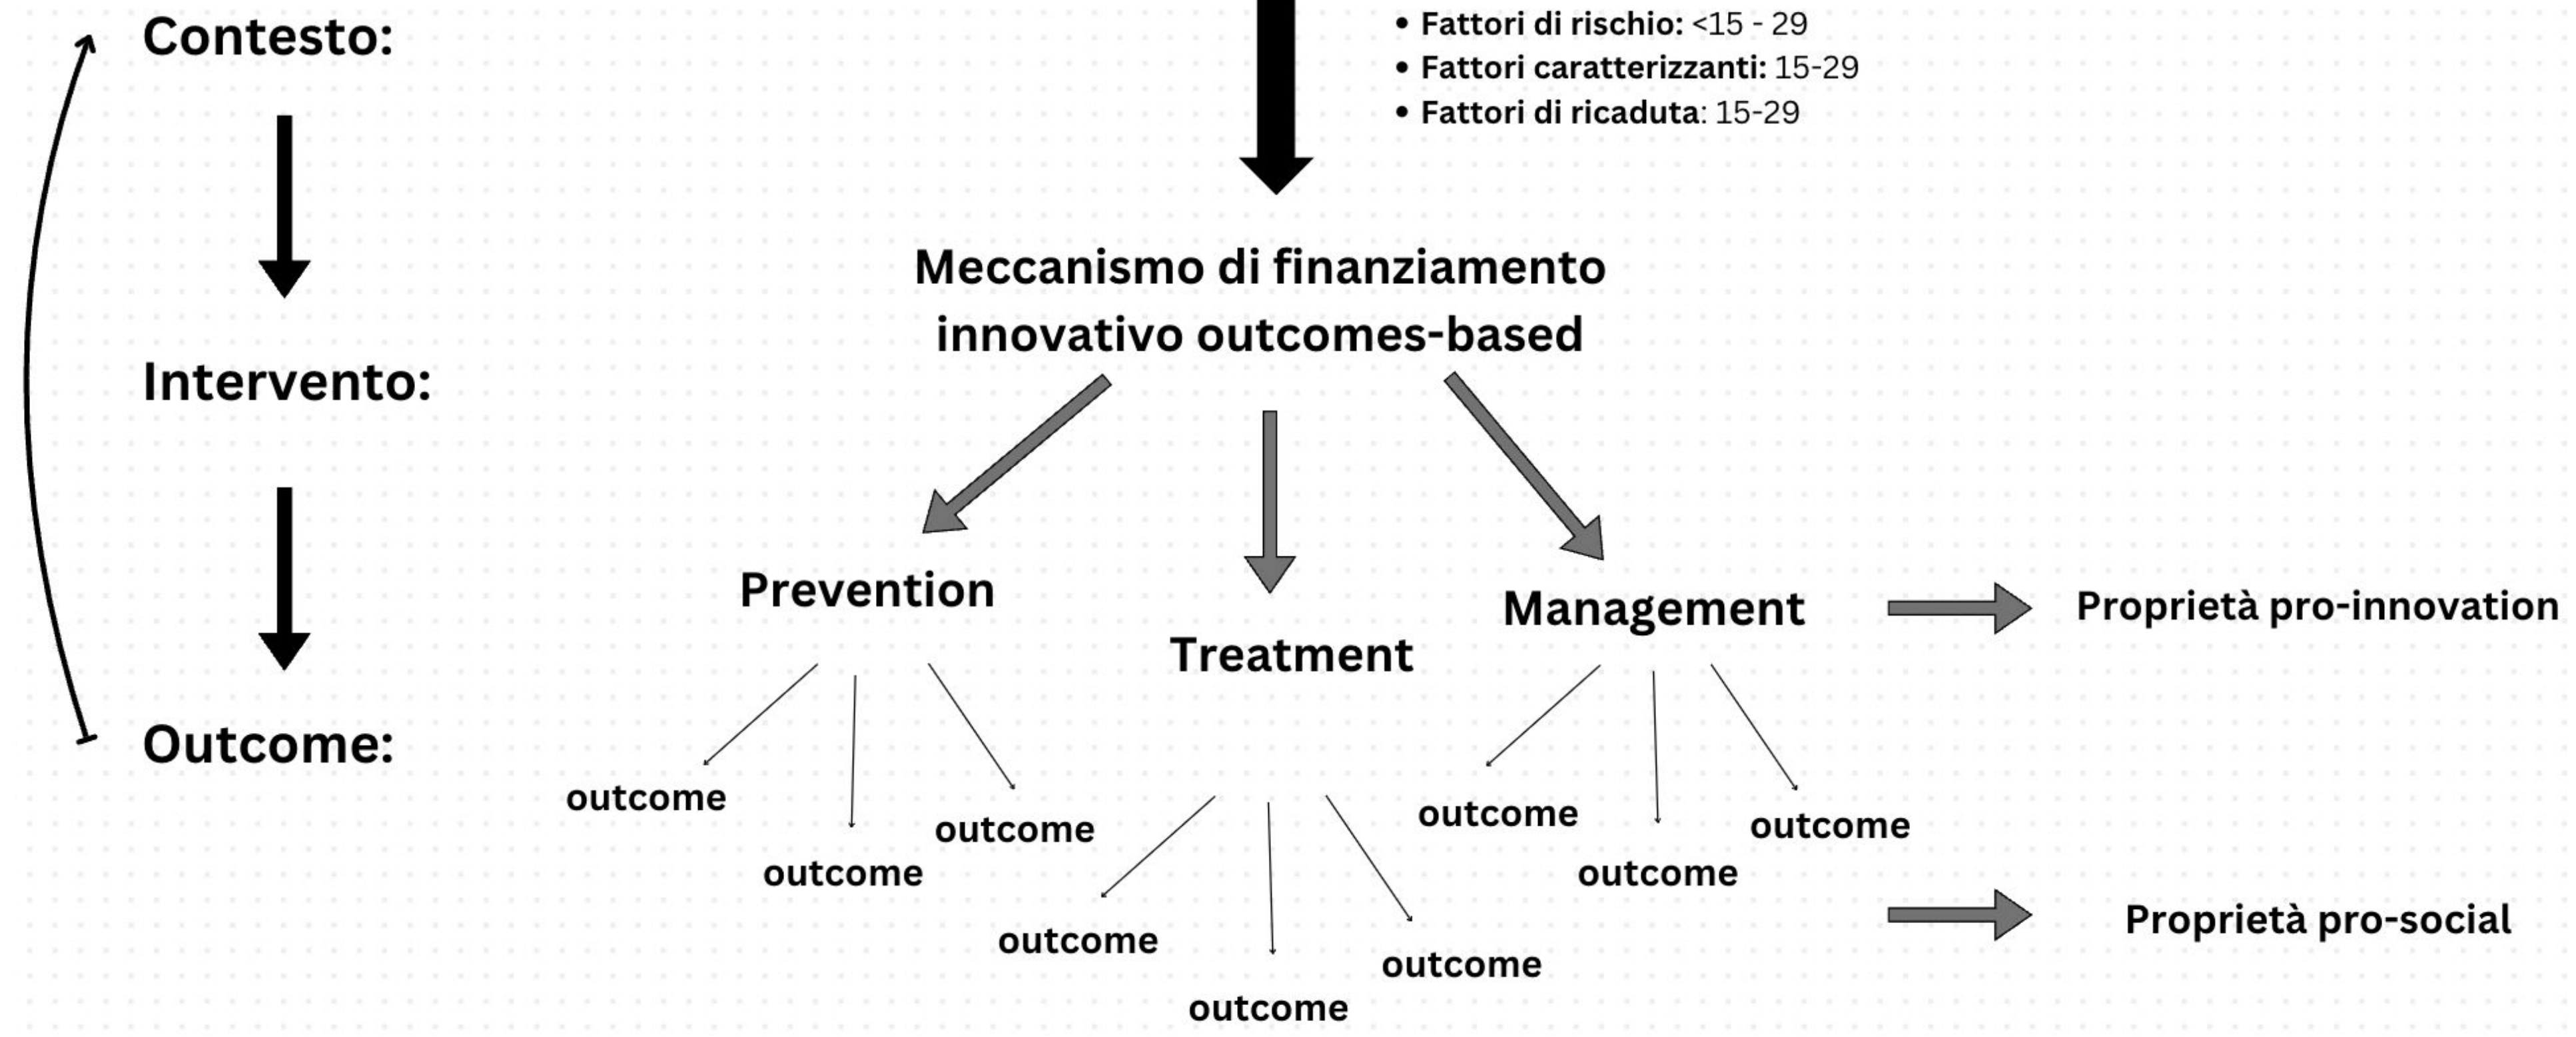 Contesto:
• Fattori di rischio: <15 - 29
• Fattori caratterizzanti: 15-29
• Fattori di ricaduta: 15-29
Meccanismo di finanziamento
innovativo outcomes-based
Intervento:
Prevention
Treatment
Management
Proprietà pro-innovation
Outcome:
outcome
outcome
outcome
outcome
outcome
outcome
outcome
outcome
outcome
Proprietà pro-social